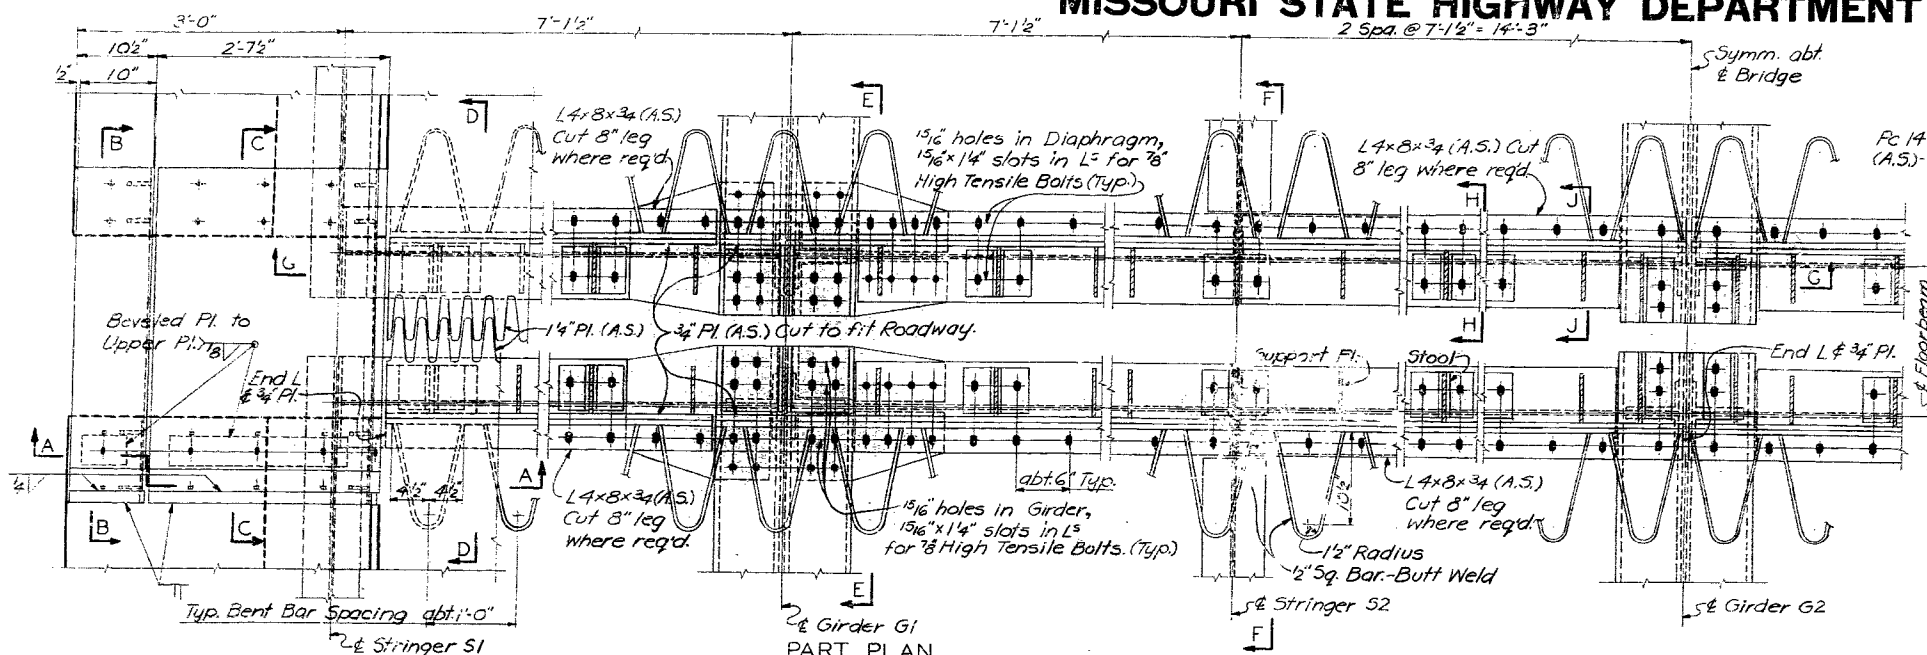 MISSOURI STATE HIGHWAY DEPARTMENT
3'-0"
7'-1½"
7'-1½"
2 Spa. @ 7'-1½" = 14'-3"
10½"
2'-7½"
½"
10"
Symm. abt.
℄ Bridge
B
C
D
E
F
L4×8×¾ (A.S.)
Cut 8" leg
where req'd.
15/16" holes in Diaphragm,
15/16"×1¼" slots in Ls for ⅞"
High Tensile Bolts (Typ.)
L4×8×¾ (A.S.) Cut
8" leg where req'd.
(A.S.)-
H
J
G
G
Beveled Pl. to
Upper Pl.
1¼" Pl. (A.S.)
¾" Pl. (A.S.) Cut to fit Roadway.
H
J
Support Pl.
Stool
End L & ¾" Pl.
℄ Floorbeam
End L
& ¾" Pl.
A
A
4½"
4½"
¼
L4×8×¾ (A.S.)
Cut 8" leg
where req'd.
abt. 6" Typ.
10½"
L4×8×¾ (A.S.)
Cut 8" leg
where req'd.
15/16" holes in Girder,
15/16"×1¼" slots in Ls
for ⅞" High Tensile Bolts. (Typ.)
1½" Radius
½" Sq. Bar.-Butt Weld
B
C
D
E
F
Typ. Bent Bar Spacing abt. 1'-0"
℄ Stringer S1
℄ Girder G1
℄ Stringer S2
℄ Girder G2
PART PLAN